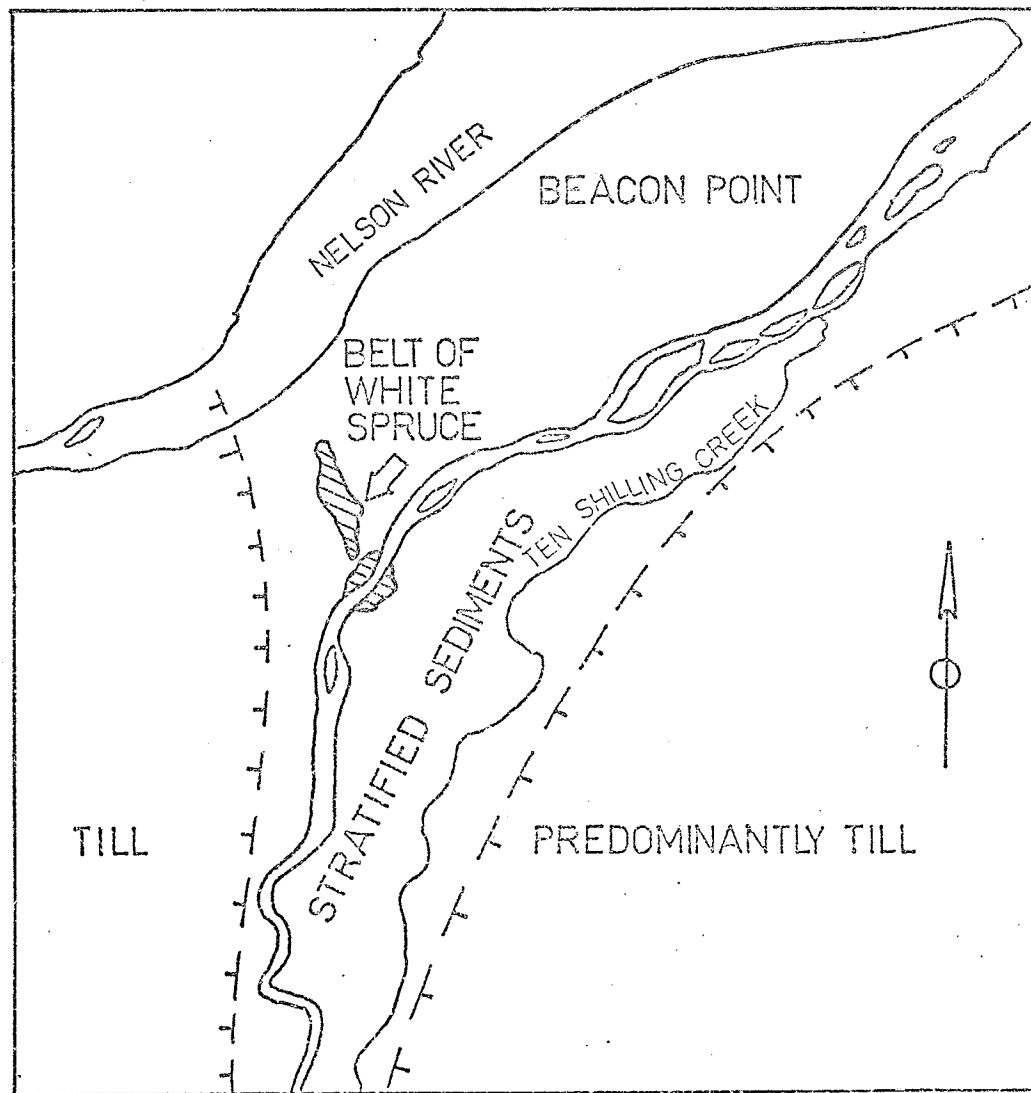 NELSON RIVER
BEACON POINT
BELT OF
WHITE
SPRUCE
TEN SHILLING CREEK
STRATIFIED SEDIMENTS
TILL
PREDOMINANTLY TILL